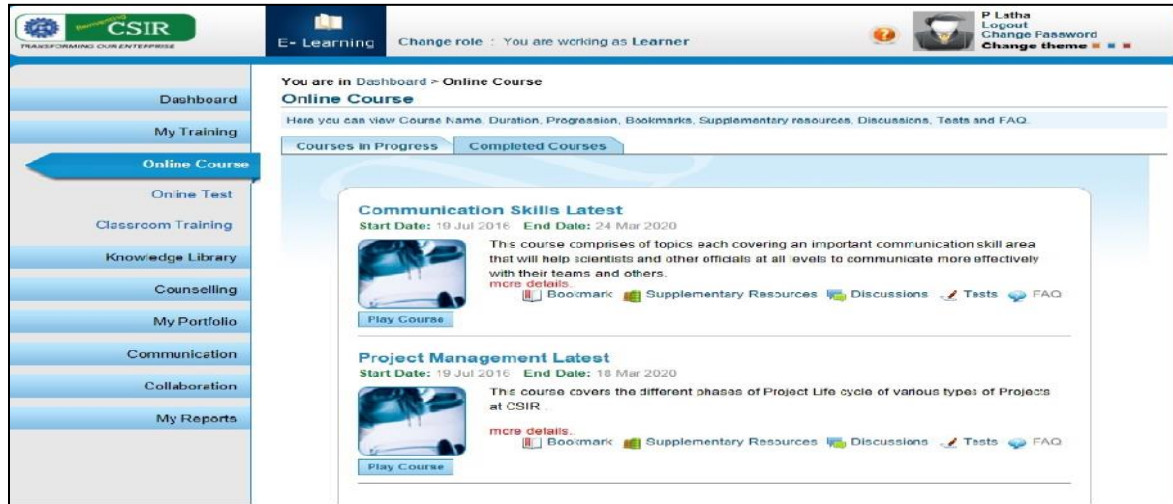 CSIR
TRANSFORMING OUR ENTERPRISE
E- Learning
Change role : You are working as Learner
P Latha
Logout
Change Password
Change theme
Dashboard
My Training
Online Course
Online Test
Classroom Training
Knowledge Library
Counselling
My Portfolio
Communication
Collaboration
My Reports
You are in Dashboard > Online Course
Online Course
Here you can view Course Name, Duration, Progression, Bookmarks, Supplementary resources, Discussions, Tests and FAQ.
Courses in Progress Completed Courses
Communication Skills Latest
Start Date: 19 Jul 2016 End Date: 24 Mar 2020
This course comprises of topics each covering an important communication skill area
that will help scientists and other officials at all levels to communicate more effectively
with their teams and others.
more details.
Bookmark Supplementary Resources Discussions Tests FAQ
Play Course
Project Management Latest
Start Date: 19 Jul 2016 End Date: 18 Mar 2020
This course covers the different phases of Project Life cycle of various types of Projects
at CSIR .
more details.
Bookmark Supplementary Resources Discussions Tests FAQ
Play Course